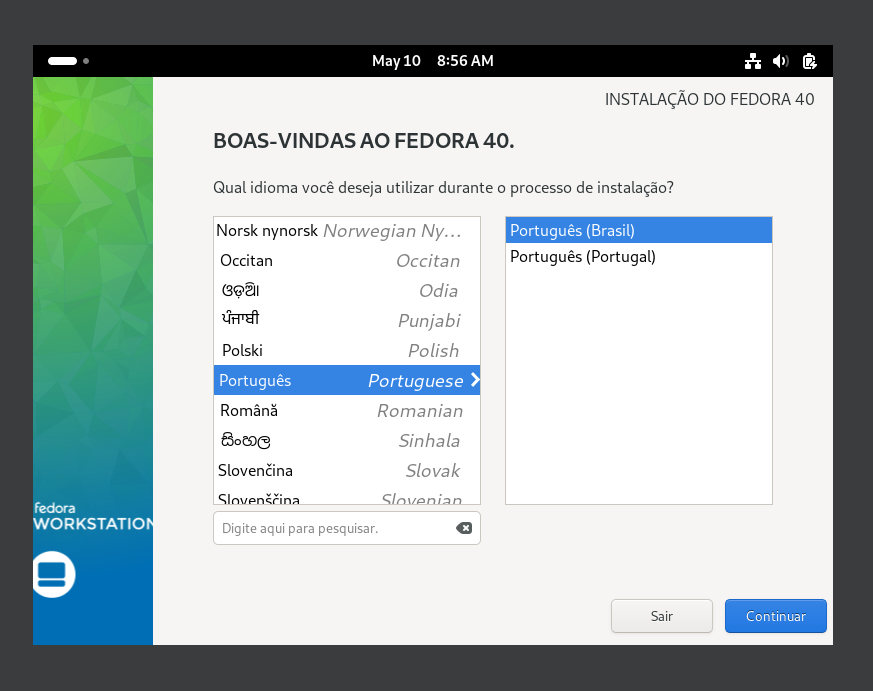 May 10 8:56 AM
INSTALAÇÃO DO FEDORA 40
BOAS-VINDAS AO FEDORA 40.
Qual idioma você deseja utilizar durante o processo de instalação?
Norsk nynorsk Norwegian Ny…
Occitan Occitan
ଓଡ଼ିଆ Odia
ਪੰਜਾਬੀ Punjabi
Polski Polish
Português Portuguese
Română Romanian
සිංහල Sinhala
Slovenčina Slovak
Slovenščina Slovenian
Português (Brasil)
Português (Portugal)
Digite aqui para pesquisar.
fedora
WORKSTATION
Sair Continuar